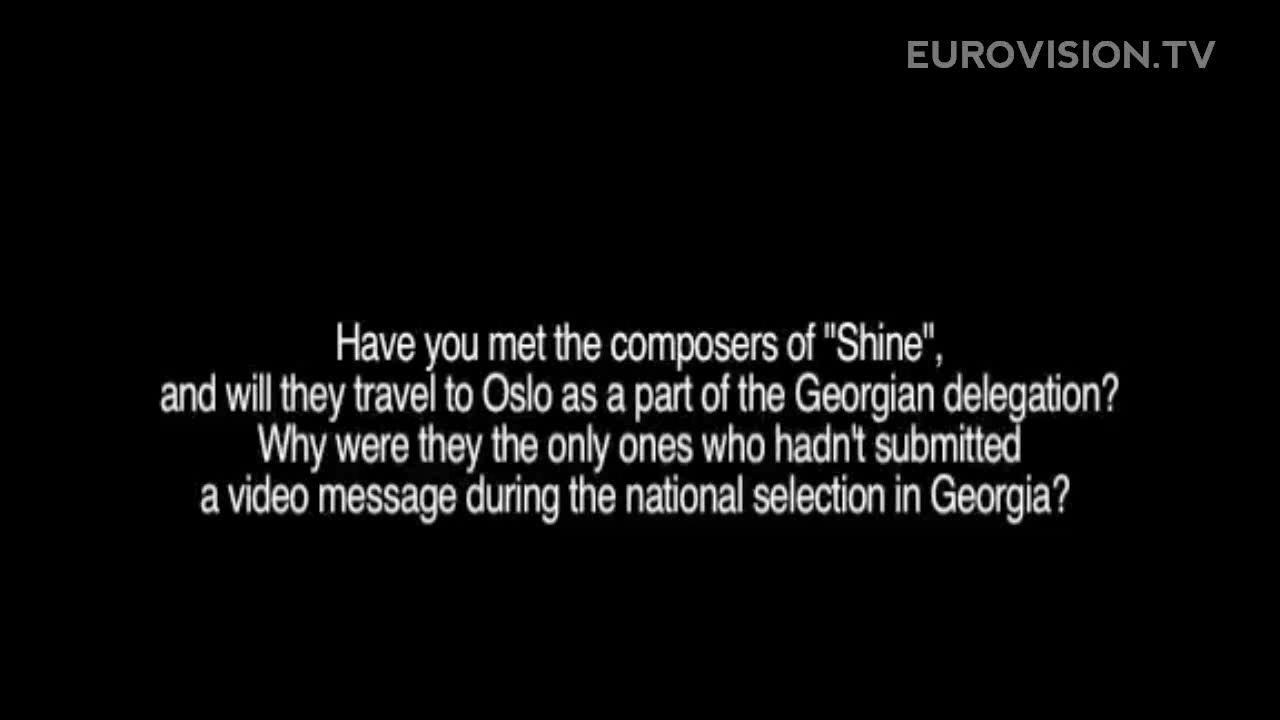 EUROVISION.TV
Have you met the composers of "Shine",
and will they travel to Oslo as a part of the Georgian delegation?
Why were they the only ones who hadn't submitted
a video message during the national selection in Georgia?